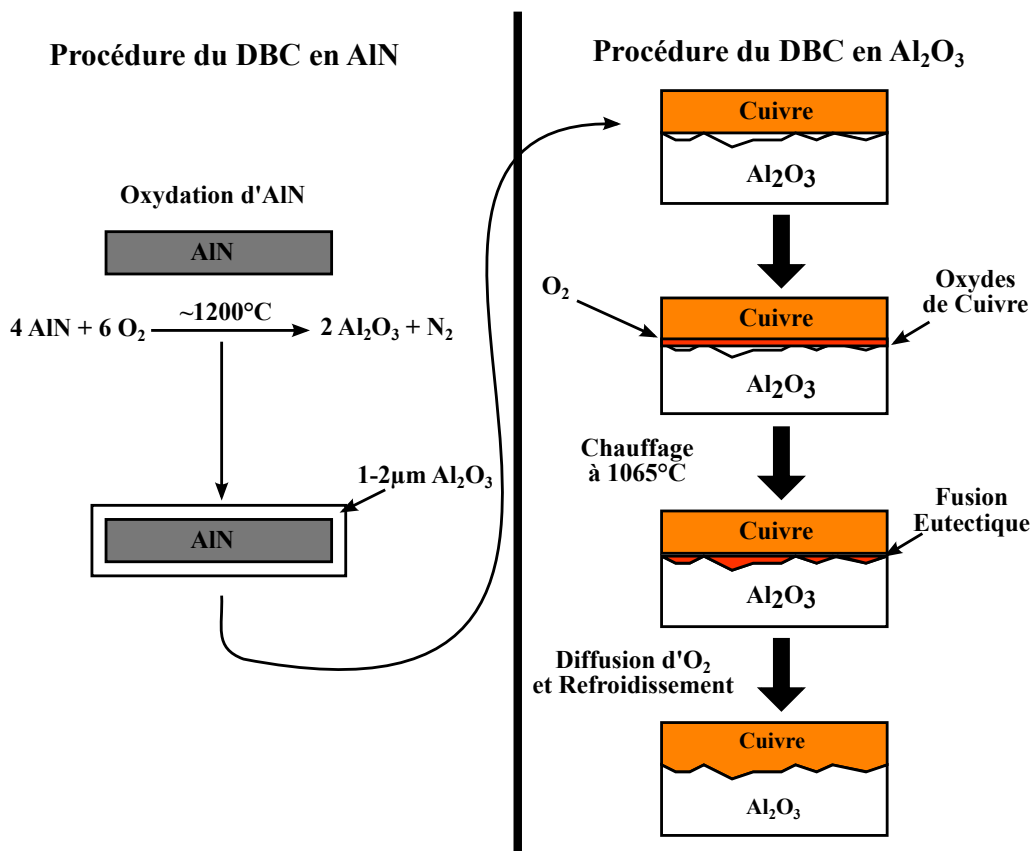 Procédure du DBC en AlN
Oxydation d'AlN
AlN
4 AlN + 6 O₂
~1200°C
2 Al₂O₃ + N₂
1-2µm Al₂O₃
AlN
Procédure du DBC en Al₂O₃
Cuivre
Al₂O₃
O₂
Oxydes
de Cuivre
Cuivre
Al₂O₃
Chauffage
à 1065°C
Fusion
Eutectique
Cuivre
Al₂O₃
Diffusion d'O₂
et Refroidissement
Cuivre
Al₂O₃